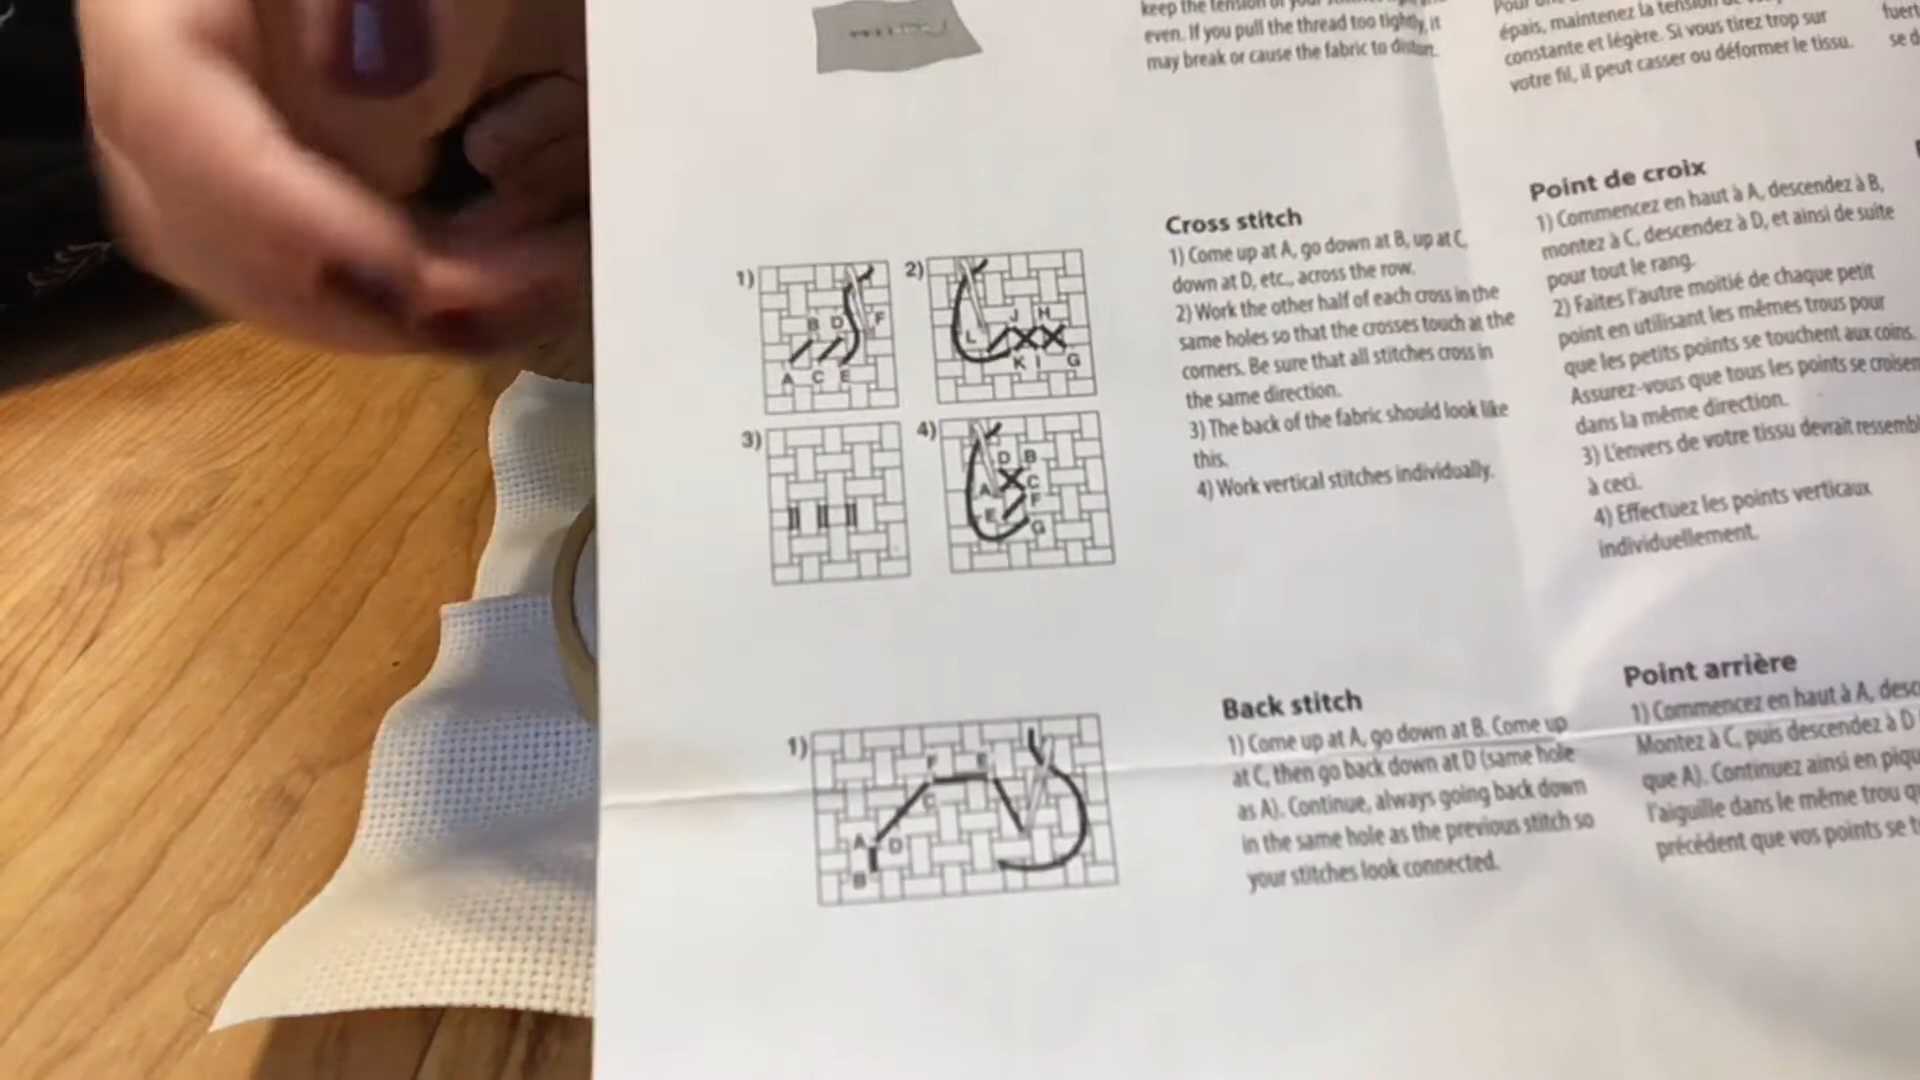 keep the tension of your
even. If you pull the thread too tightly, it
may break or cause the fabric to distort.
épais, maintenez la tension de
constante et légère. Si vous tirez trop sur
votre fil, il peut casser ou déformer le tissu.
se d
Cross stitch
1) Come up at A, go down at B, up at C,
down at D, etc., across the row.
2) Work the other half of each cross in the
same holes so that the crosses touch at the
corners. Be sure that all stitches cross in
the same direction.
3) The back of the fabric should look like
this.
4) Work vertical stitches individually.
Point de croix
1) Commencez en haut à A, descendez à B,
montez à C, descendez à D, et ainsi de suite
pour tout le rang.
2) Faites l'autre moitié de chaque petit
point en utilisant les mêmes trous pour
que les petits points se touchent aux coins.
Assurez-vous que tous les points se croisen
dans la même direction.
3) L'envers de votre tissu devrait ressembl
à ceci.
4) Effectuez les points verticaux
individuellement.
1)
B D F
A C E
2)
J H
L
K I G
3)
4)
D B
A C
F
E
G
Back stitch
1) Come up at A, go down at B. Come up
at C, then go back down at D (same hole
as A). Continue, always going back down
in the same hole as the previous stitch so
your stitches look connected.
Point arrière
1) Commencez en haut à A, desc
Montez à C, puis descendez à D
que A). Continuez ainsi en piqu
l'aiguille dans le même trou q
précédent que vos points se t
1)
F E
C
A D
B